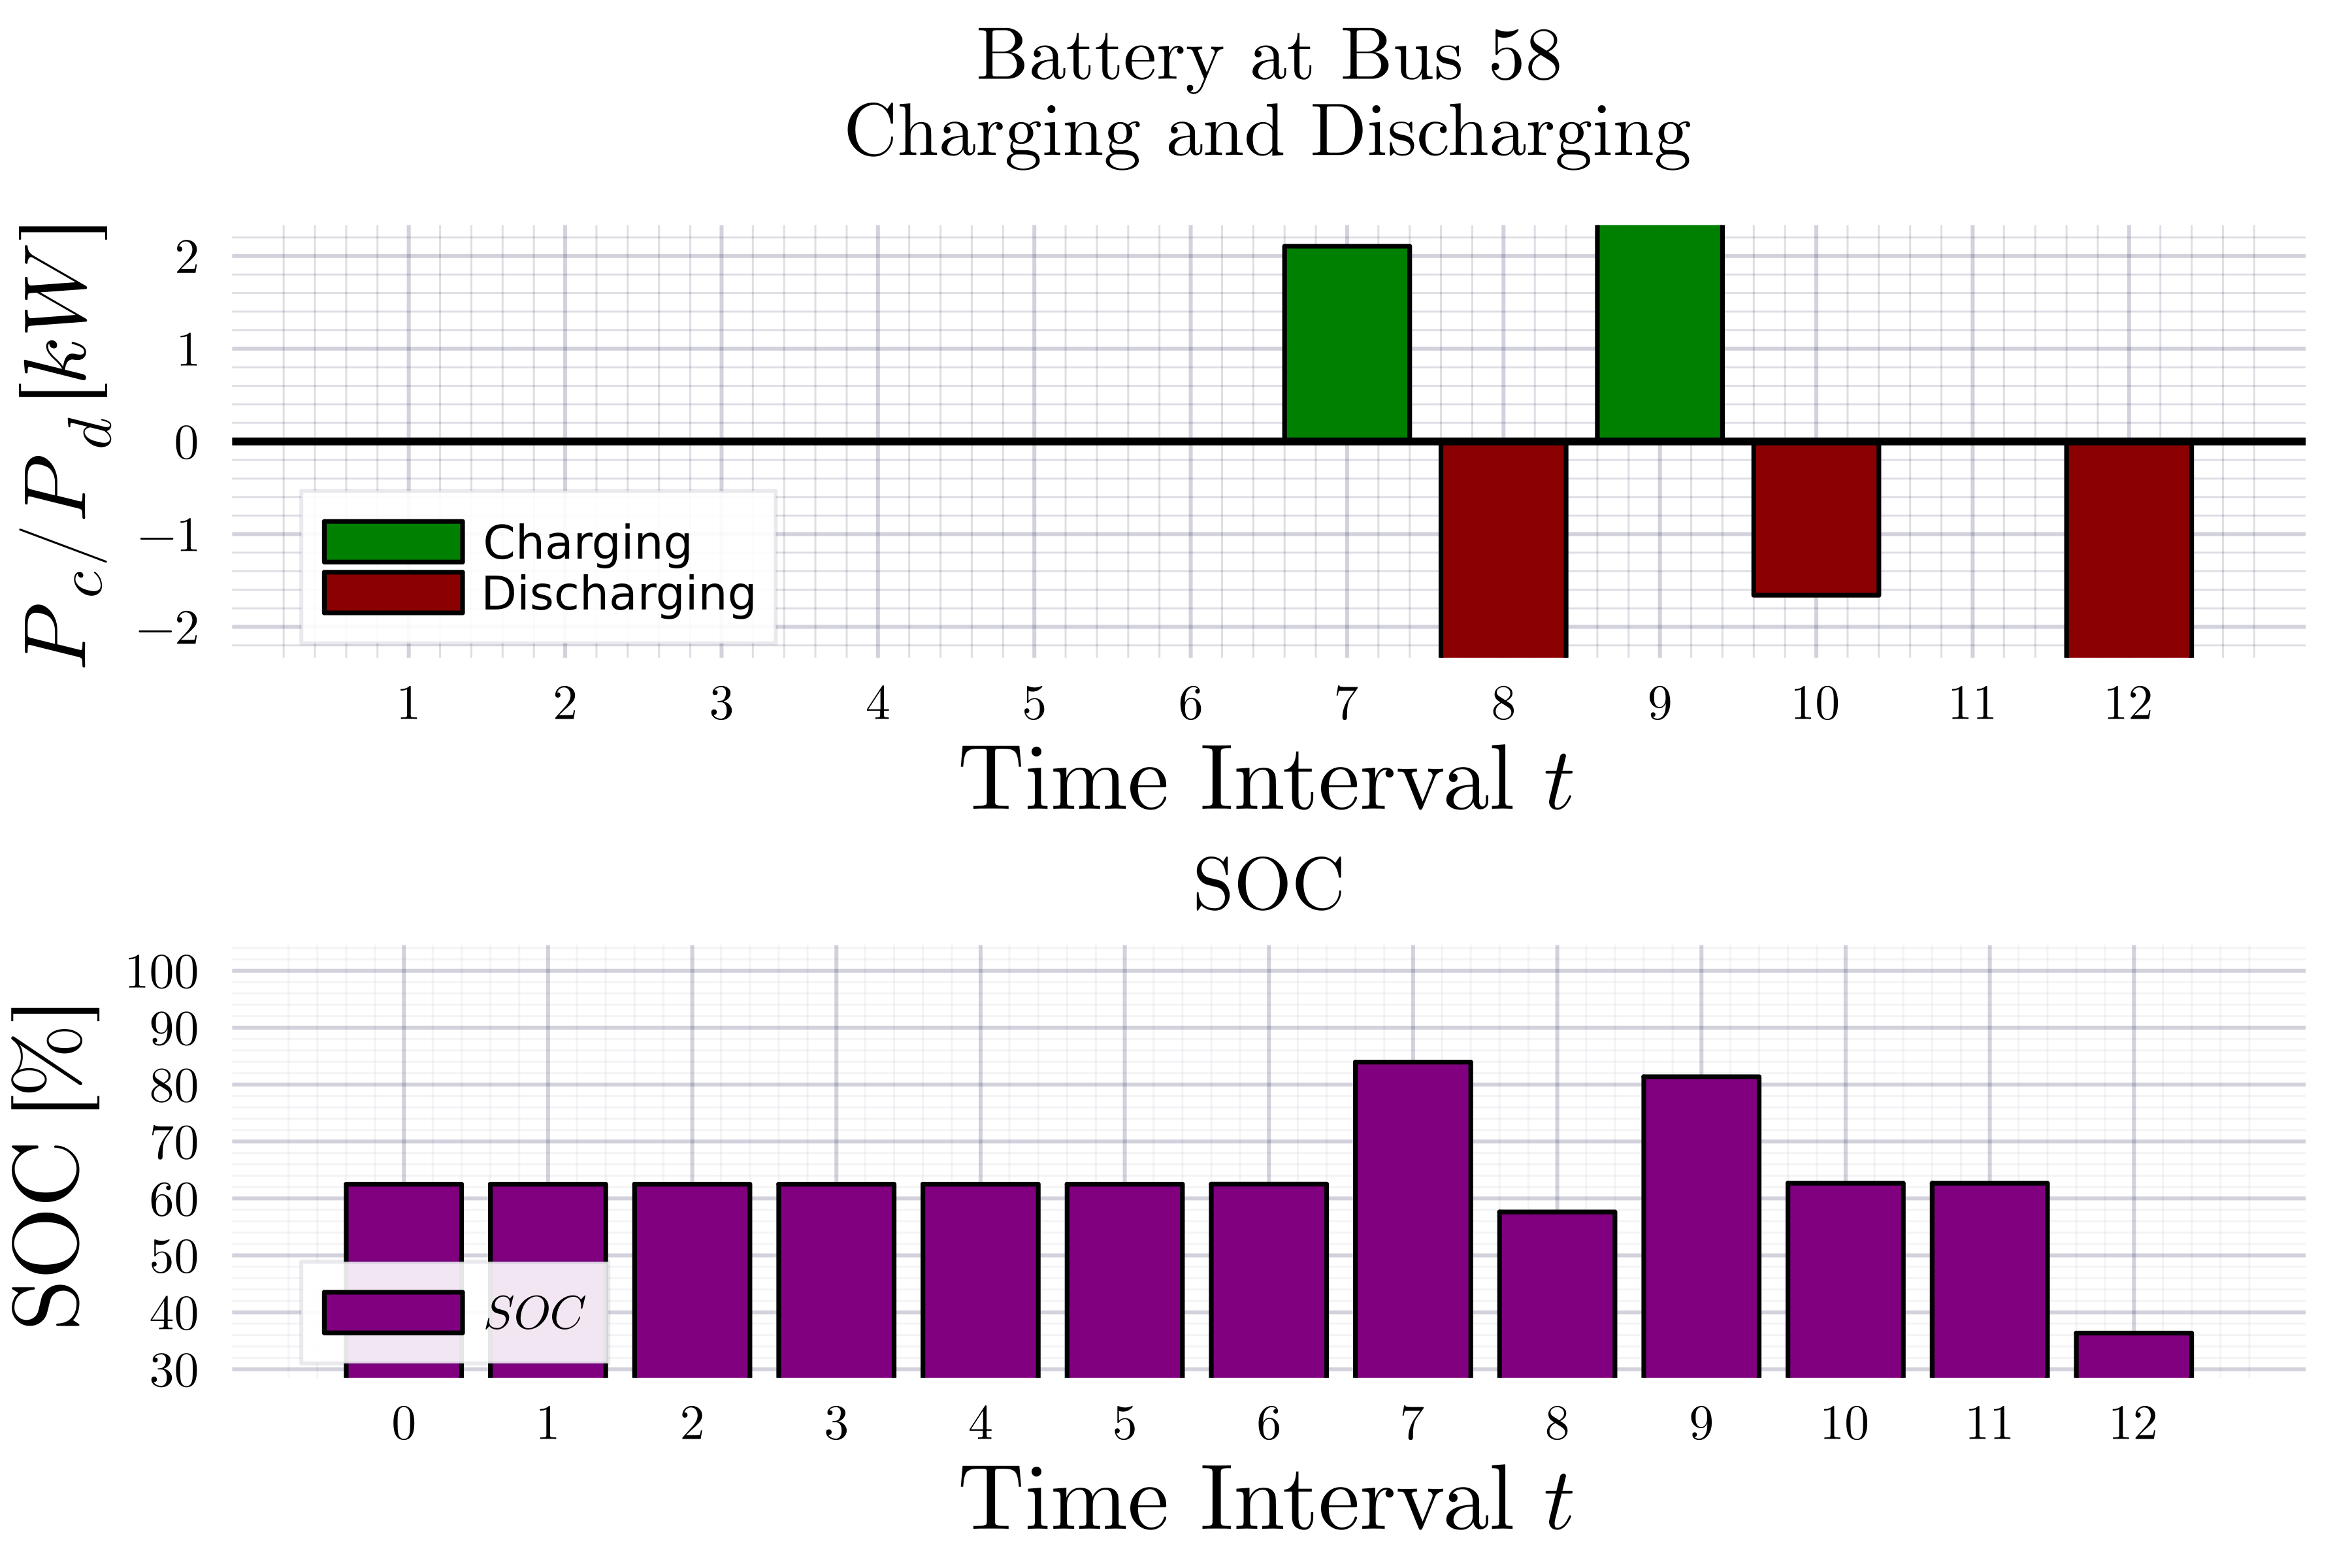 Battery at Bus 58
Charging and Discharging
P_c/P_d [kW]
2
1
0
−1
−2
Charging
Discharging
1 2 3 4 5 6 7 8 9 10 11 12
Time Interval t
SOC
SOC [%]
100
90
80
70
60
50
40
30
SOC
0 1 2 3 4 5 6 7 8 9 10 11 12
Time Interval t